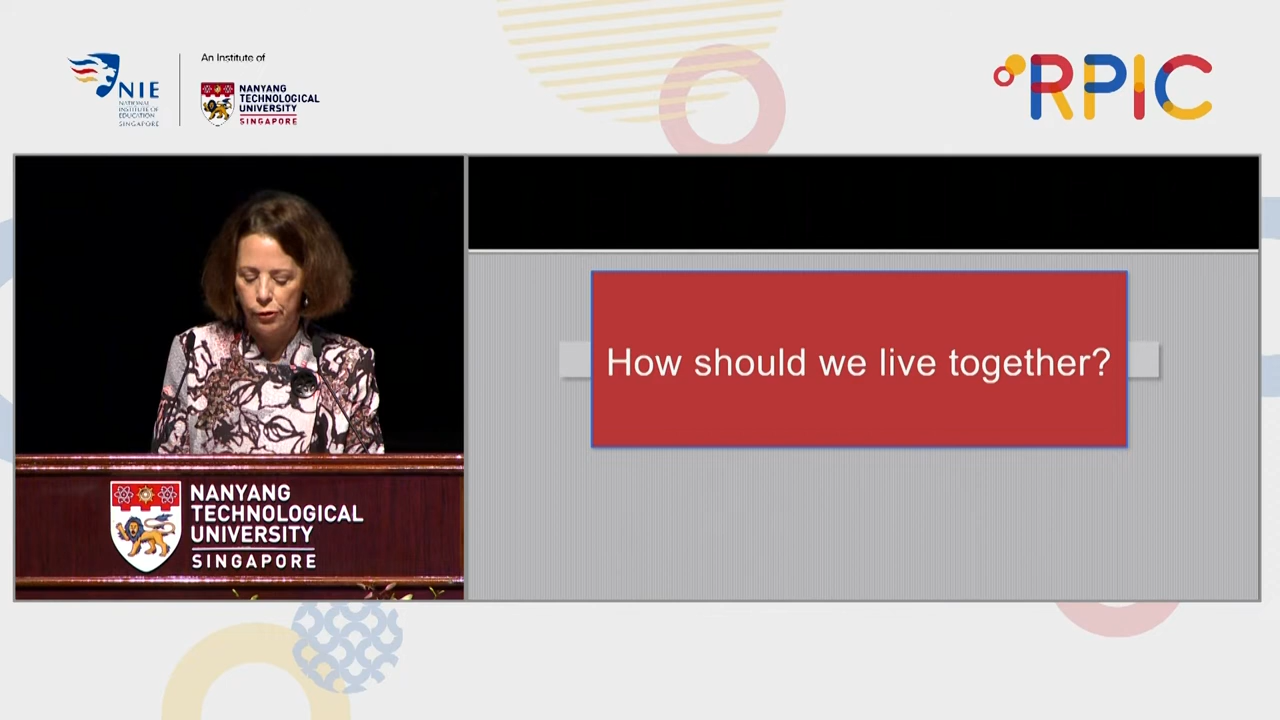 NIE
NATIONAL
INSTITUTE OF
EDUCATION
SINGAPORE
An Institute of
NANYANG
TECHNOLOGICAL
UNIVERSITY
SINGAPORE
RPIC
How should we live together?
NANYANG
TECHNOLOGICAL
UNIVERSITY
SINGAPORE